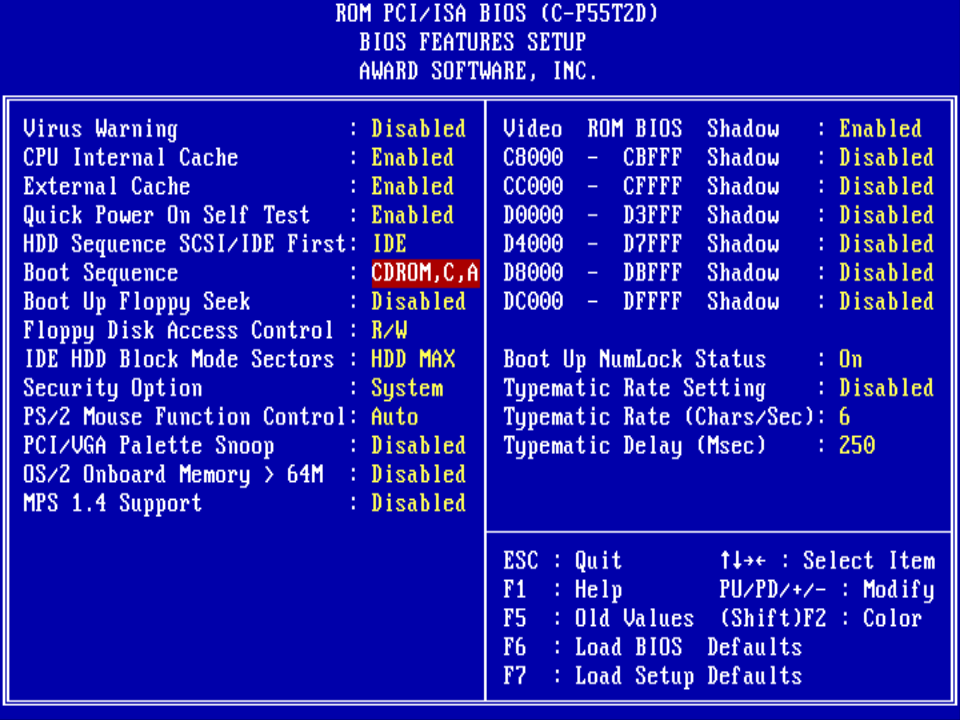 ROM PCI/ISA BIOS (C-P55T2D)
BIOS FEATURES SETUP
AWARD SOFTWARE, INC.
Virus Warning : Disabled
CPU Internal Cache : Enabled
External Cache : Enabled
Quick Power On Self Test : Enabled
HDD Sequence SCSI/IDE First: IDE
Boot Sequence : CDROM,C,A
Boot Up Floppy Seek : Disabled
Floppy Disk Access Control : R/W
IDE HDD Block Mode Sectors : HDD MAX
Security Option : System
PS/2 Mouse Function Control: Auto
PCI/VGA Palette Snoop : Disabled
OS/2 Onboard Memory > 64M : Disabled
MPS 1.4 Support : Disabled
Video ROM BIOS Shadow : Enabled
C8000 - CBFFF Shadow : Disabled
CC000 - CFFFF Shadow : Disabled
D0000 - D3FFF Shadow : Disabled
D4000 - D7FFF Shadow : Disabled
D8000 - DBFFF Shadow : Disabled
DC000 - DFFFF Shadow : Disabled
Boot Up NumLock Status : On
Typematic Rate Setting : Disabled
Typematic Rate (Chars/Sec): 6
Typematic Delay (Msec) : 250
ESC : Quit ↑↓→← : Select Item
F1 : Help PU/PD/+/- : Modify
F5 : Old Values (Shift)F2 : Color
F6 : Load BIOS Defaults
F7 : Load Setup Defaults